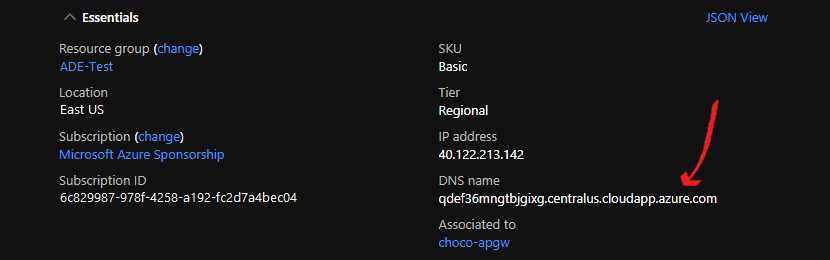 Essentials
JSON View
Resource group (change)
ADE-Test
Location
East US
Subscription (change)
Microsoft Azure Sponsorship
Subscription ID
6c829987-978f-4258-a192-fc2d7a4bec04
SKU
Basic
Tier
Regional
IP address
40.122.213.142
DNS name
qdef36mngtbjgixg.centralus.cloudapp.azure.com
Associated to
choco-apgw